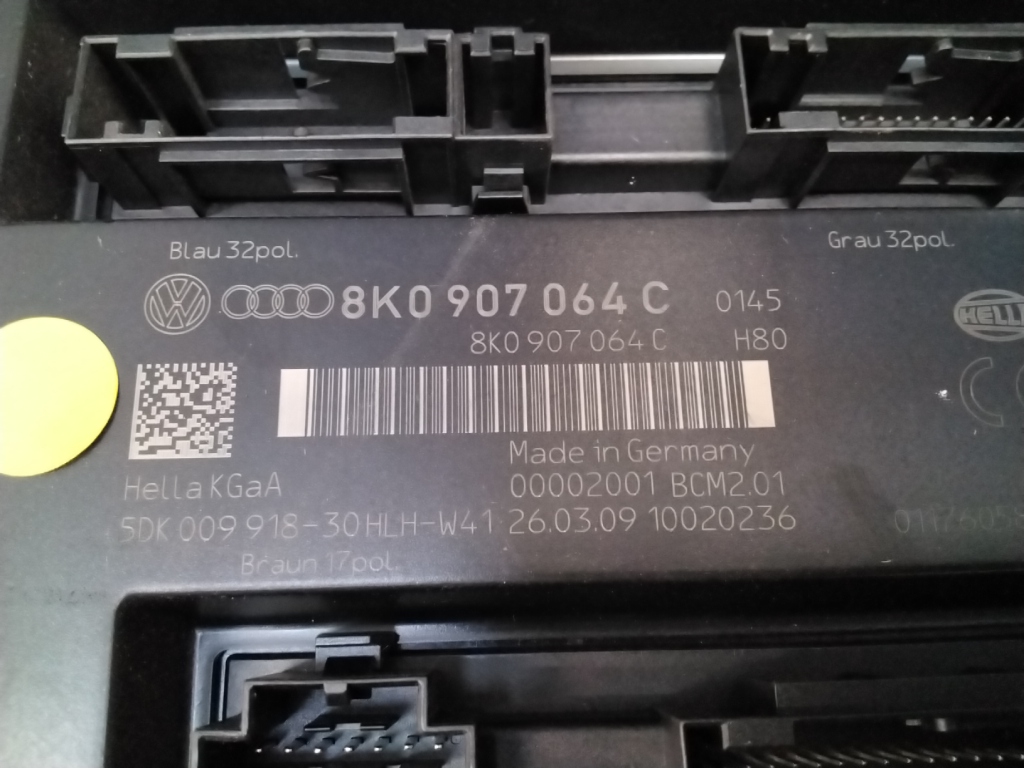 Blau 32pol.
Grau 32pol.
8K0 907 064 C 0145
8K0 907 064 C H80
Made in Germany
Hella KGaA
00002001 BCM2.01
5DK 009 918-30 HLH-W41 26.03.09 10020236
Braun 17pol.